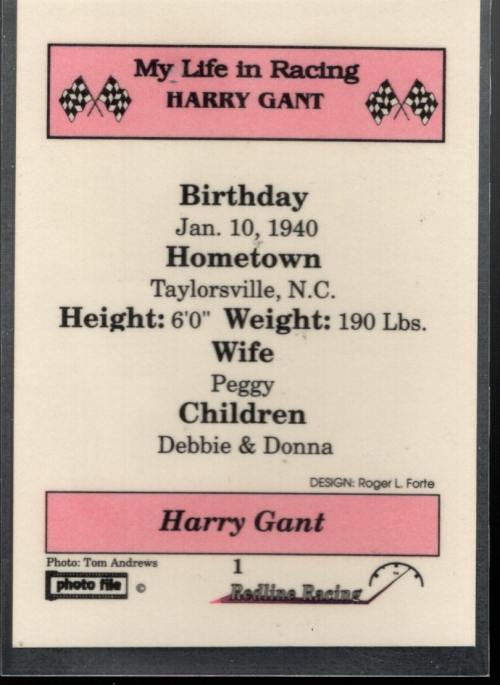 My Life in Racing
HARRY GANT
Birthday
Jan. 10, 1940
Hometown
Taylorsville, N.C.
Height: 6'0" Weight: 190 Lbs.
Wife
Peggy
Children
Debbie & Donna
DESIGN: Roger L. Forte
Harry Gant
Photo: Tom Andrews
photo file ©
1
Redline Racing